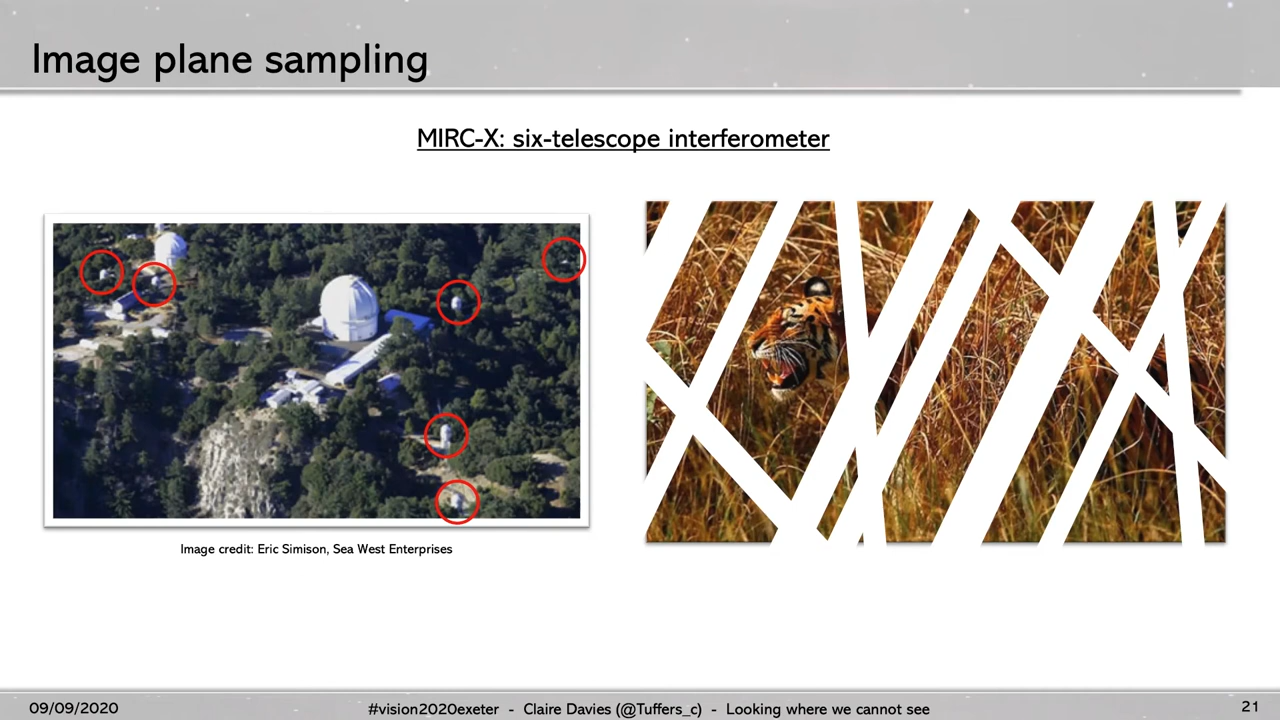 Image plane sampling
MIRC-X: six-telescope interferometer
Image credit: Eric Simison, Sea West Enterprises
09/09/2020
#vision2020exeter - Claire Davies (@Tuffers_c) - Looking where we cannot see
21